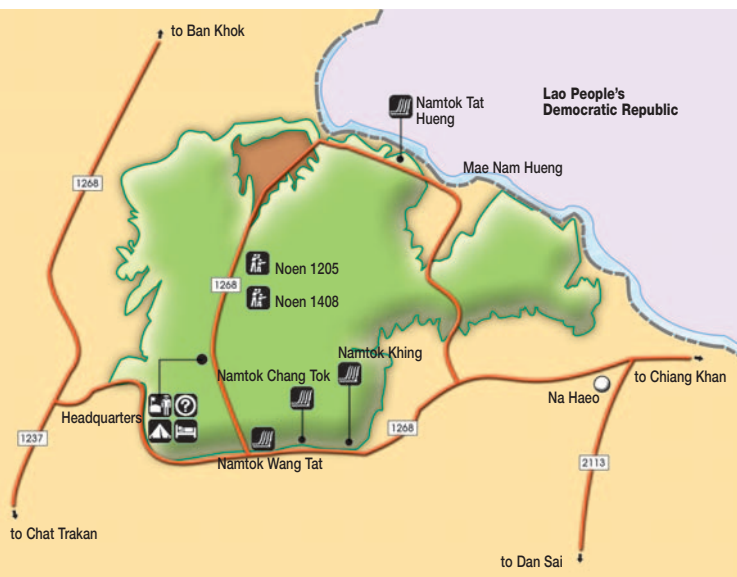 to Ban Khok
Lao People's
Democratic Republic
Namtok Tat
Hueng
Mae Nam Hueng
1268
Noen 1205
1268
Noen 1408
Namtok Khing
Namtok Chang Tok
to Chiang Khan
Na Haeo
Headquarters
?
1268
1237
Namtok Wang Tat
2113
to Chat Trakan
to Dan Sai